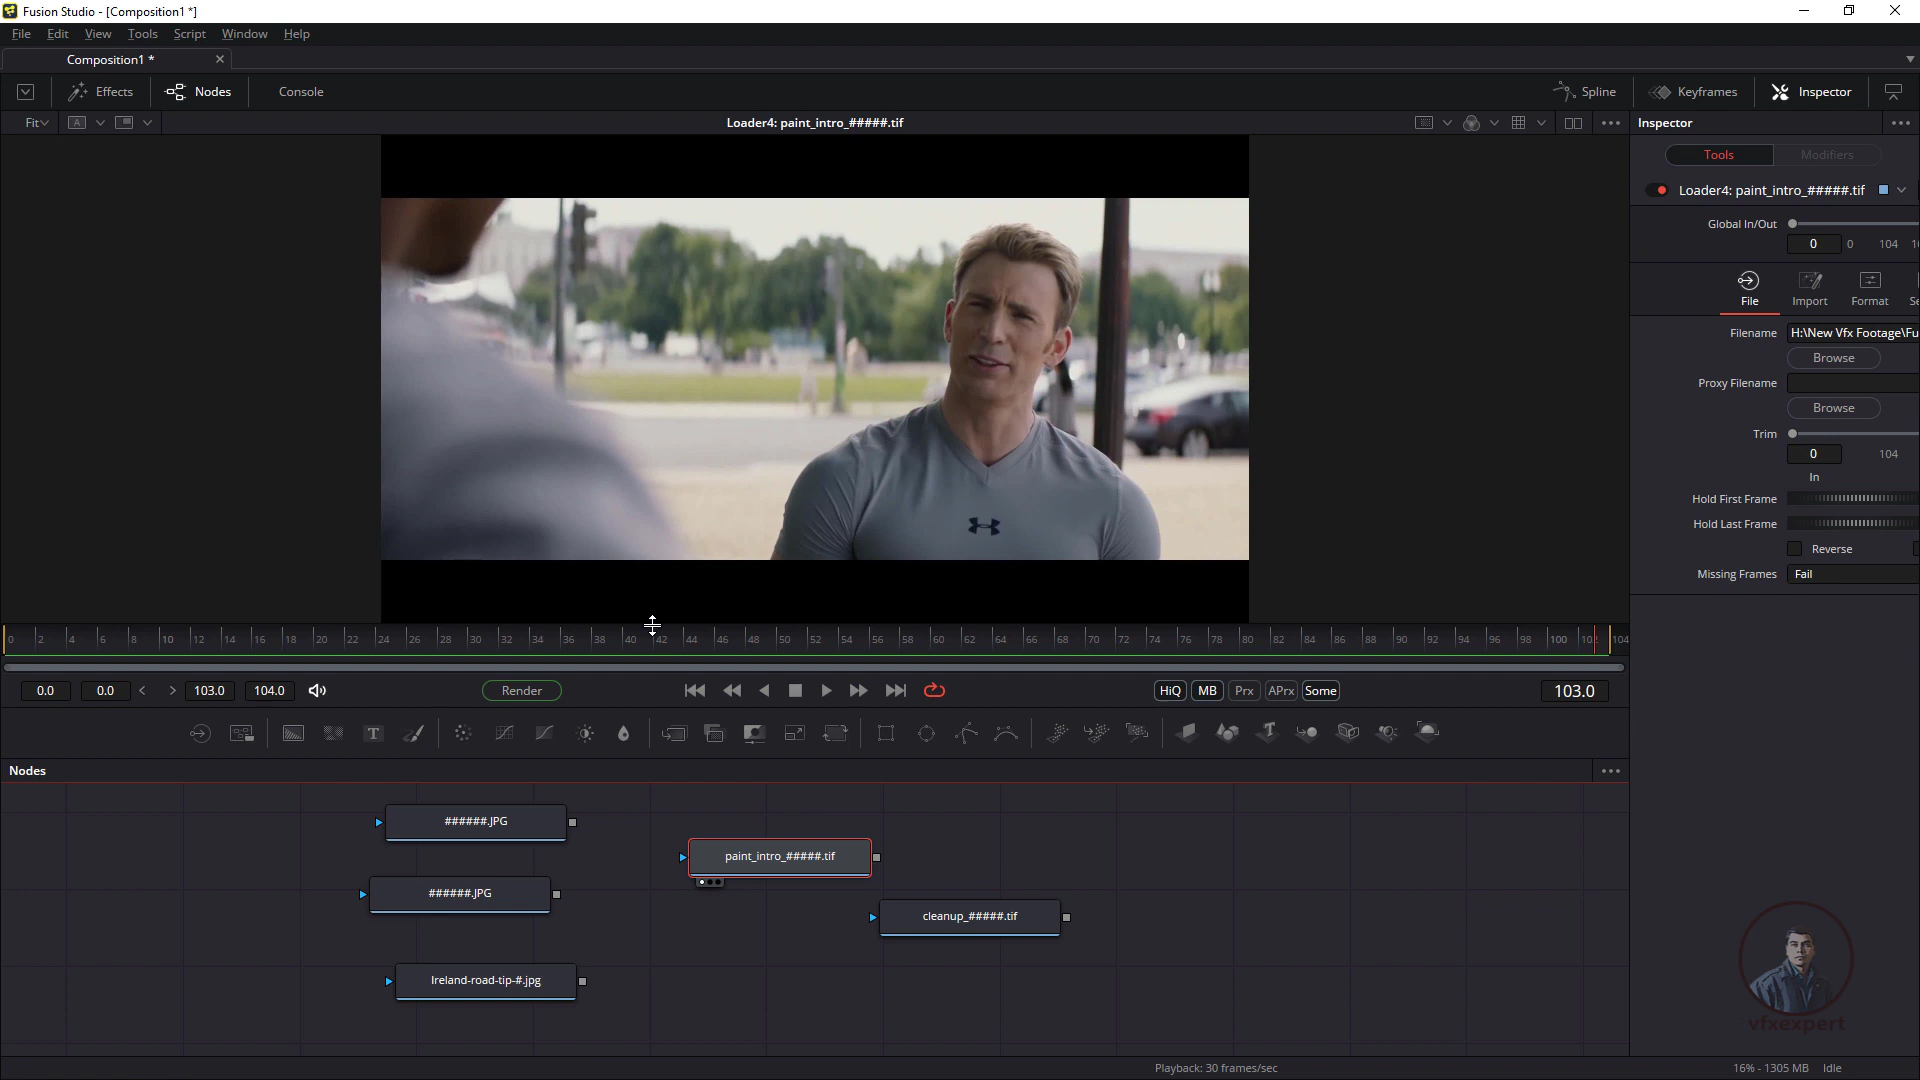 Fusion Studio - [Composition1 *]
File Edit View Tools Script Window Help
Composition1 *
Effects Nodes Console Spline Keyframes Inspector
Fit A Loader4: paint_intro_#####.tif Inspector
Tools Modifiers
Loader4: paint_intro_#####.tif
Global In/Out
0 0 104
File Import Format
Filename H:\New Vfx Footage\Fu
Browse
Proxy Filename
Browse
Trim
0 104
In
Hold First Frame
Hold Last Frame
Reverse
Missing Frames Fail
0 2 4 6 8 10 12 14 16 18 20 22 24 26 28 30 32 34 36 38 40 42 44 46 48 50 52 54 56 58 60 62 64 66 68 70 72 74 76 78 80 82 84 86 88 90 92 94 96 98 100 104
0.0 0.0 < > 103.0 104.0 Render HiQ MB Prx APrx Some 103.0
T
Nodes
######.JPG
paint_intro_#####.tif
######.JPG
cleanup_#####.tif
Ireland-road-tip-#.jpg
vfxexpert
Playback: 30 frames/sec 16% - 1305 MB Idle